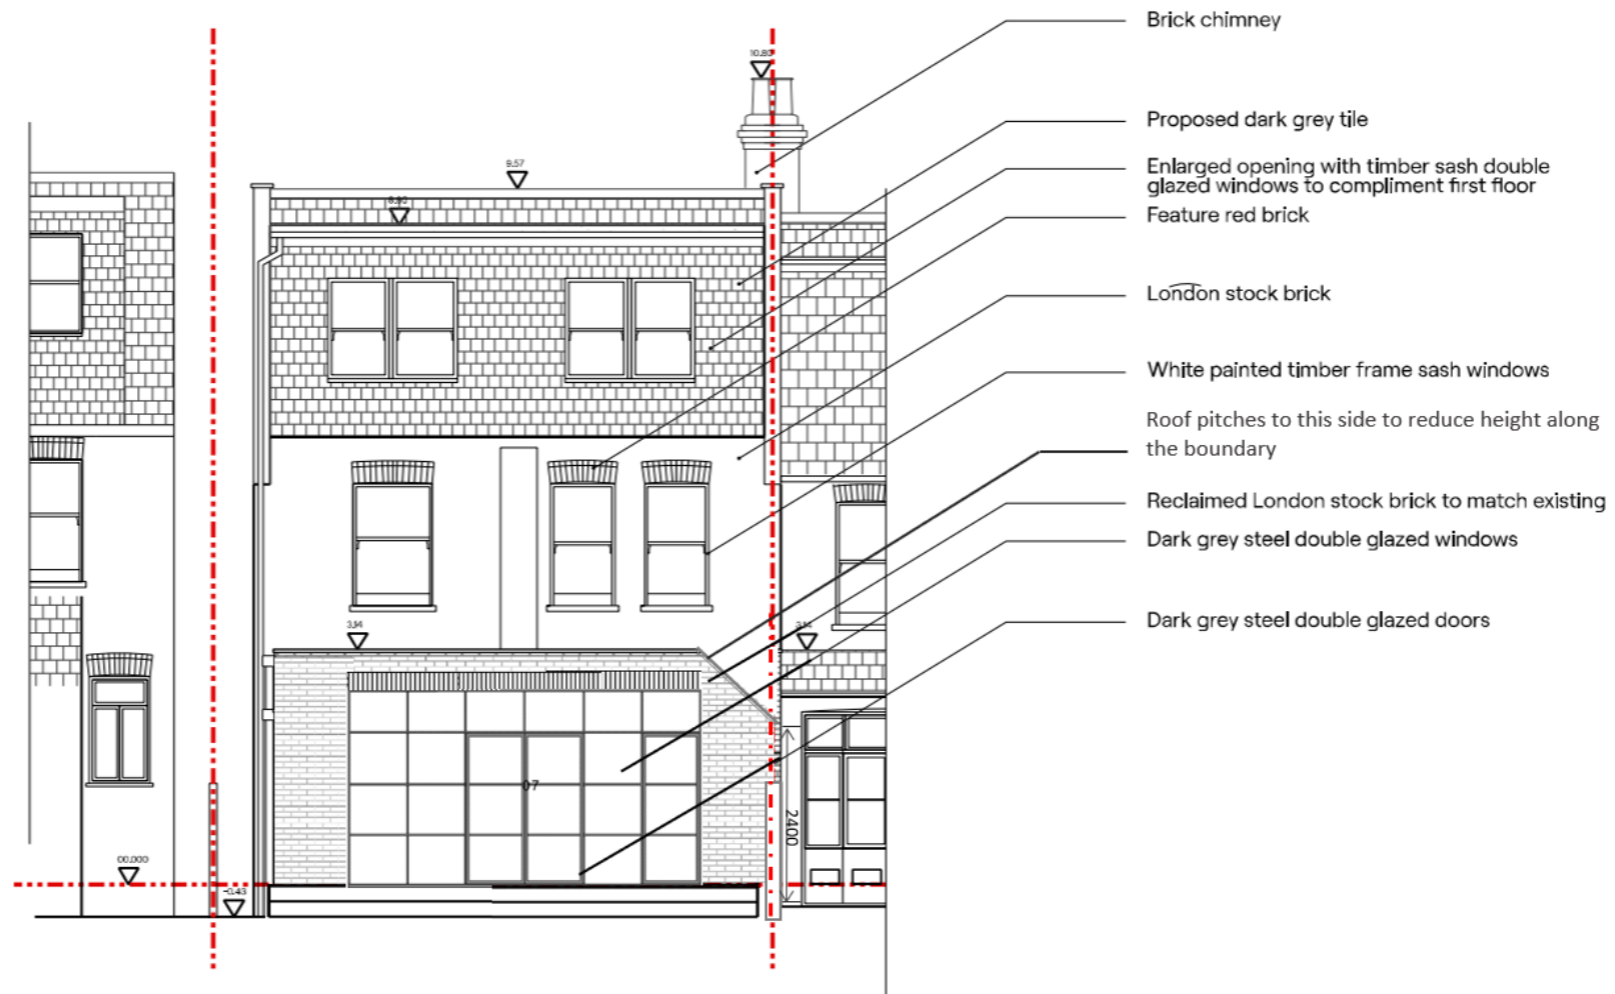 Brick chimney
10.80
Proposed dark grey tile
Enlarged opening with timber sash double
glazed windows to compliment first floor
9.57
Feature red brick
London stock brick
White painted timber frame sash windows
Roof pitches to this side to reduce height along
the boundary
Reclaimed London stock brick to match existing
Dark grey steel double glazed windows
Dark grey steel double glazed doors
3.14
07
2400
00.000
-0.43